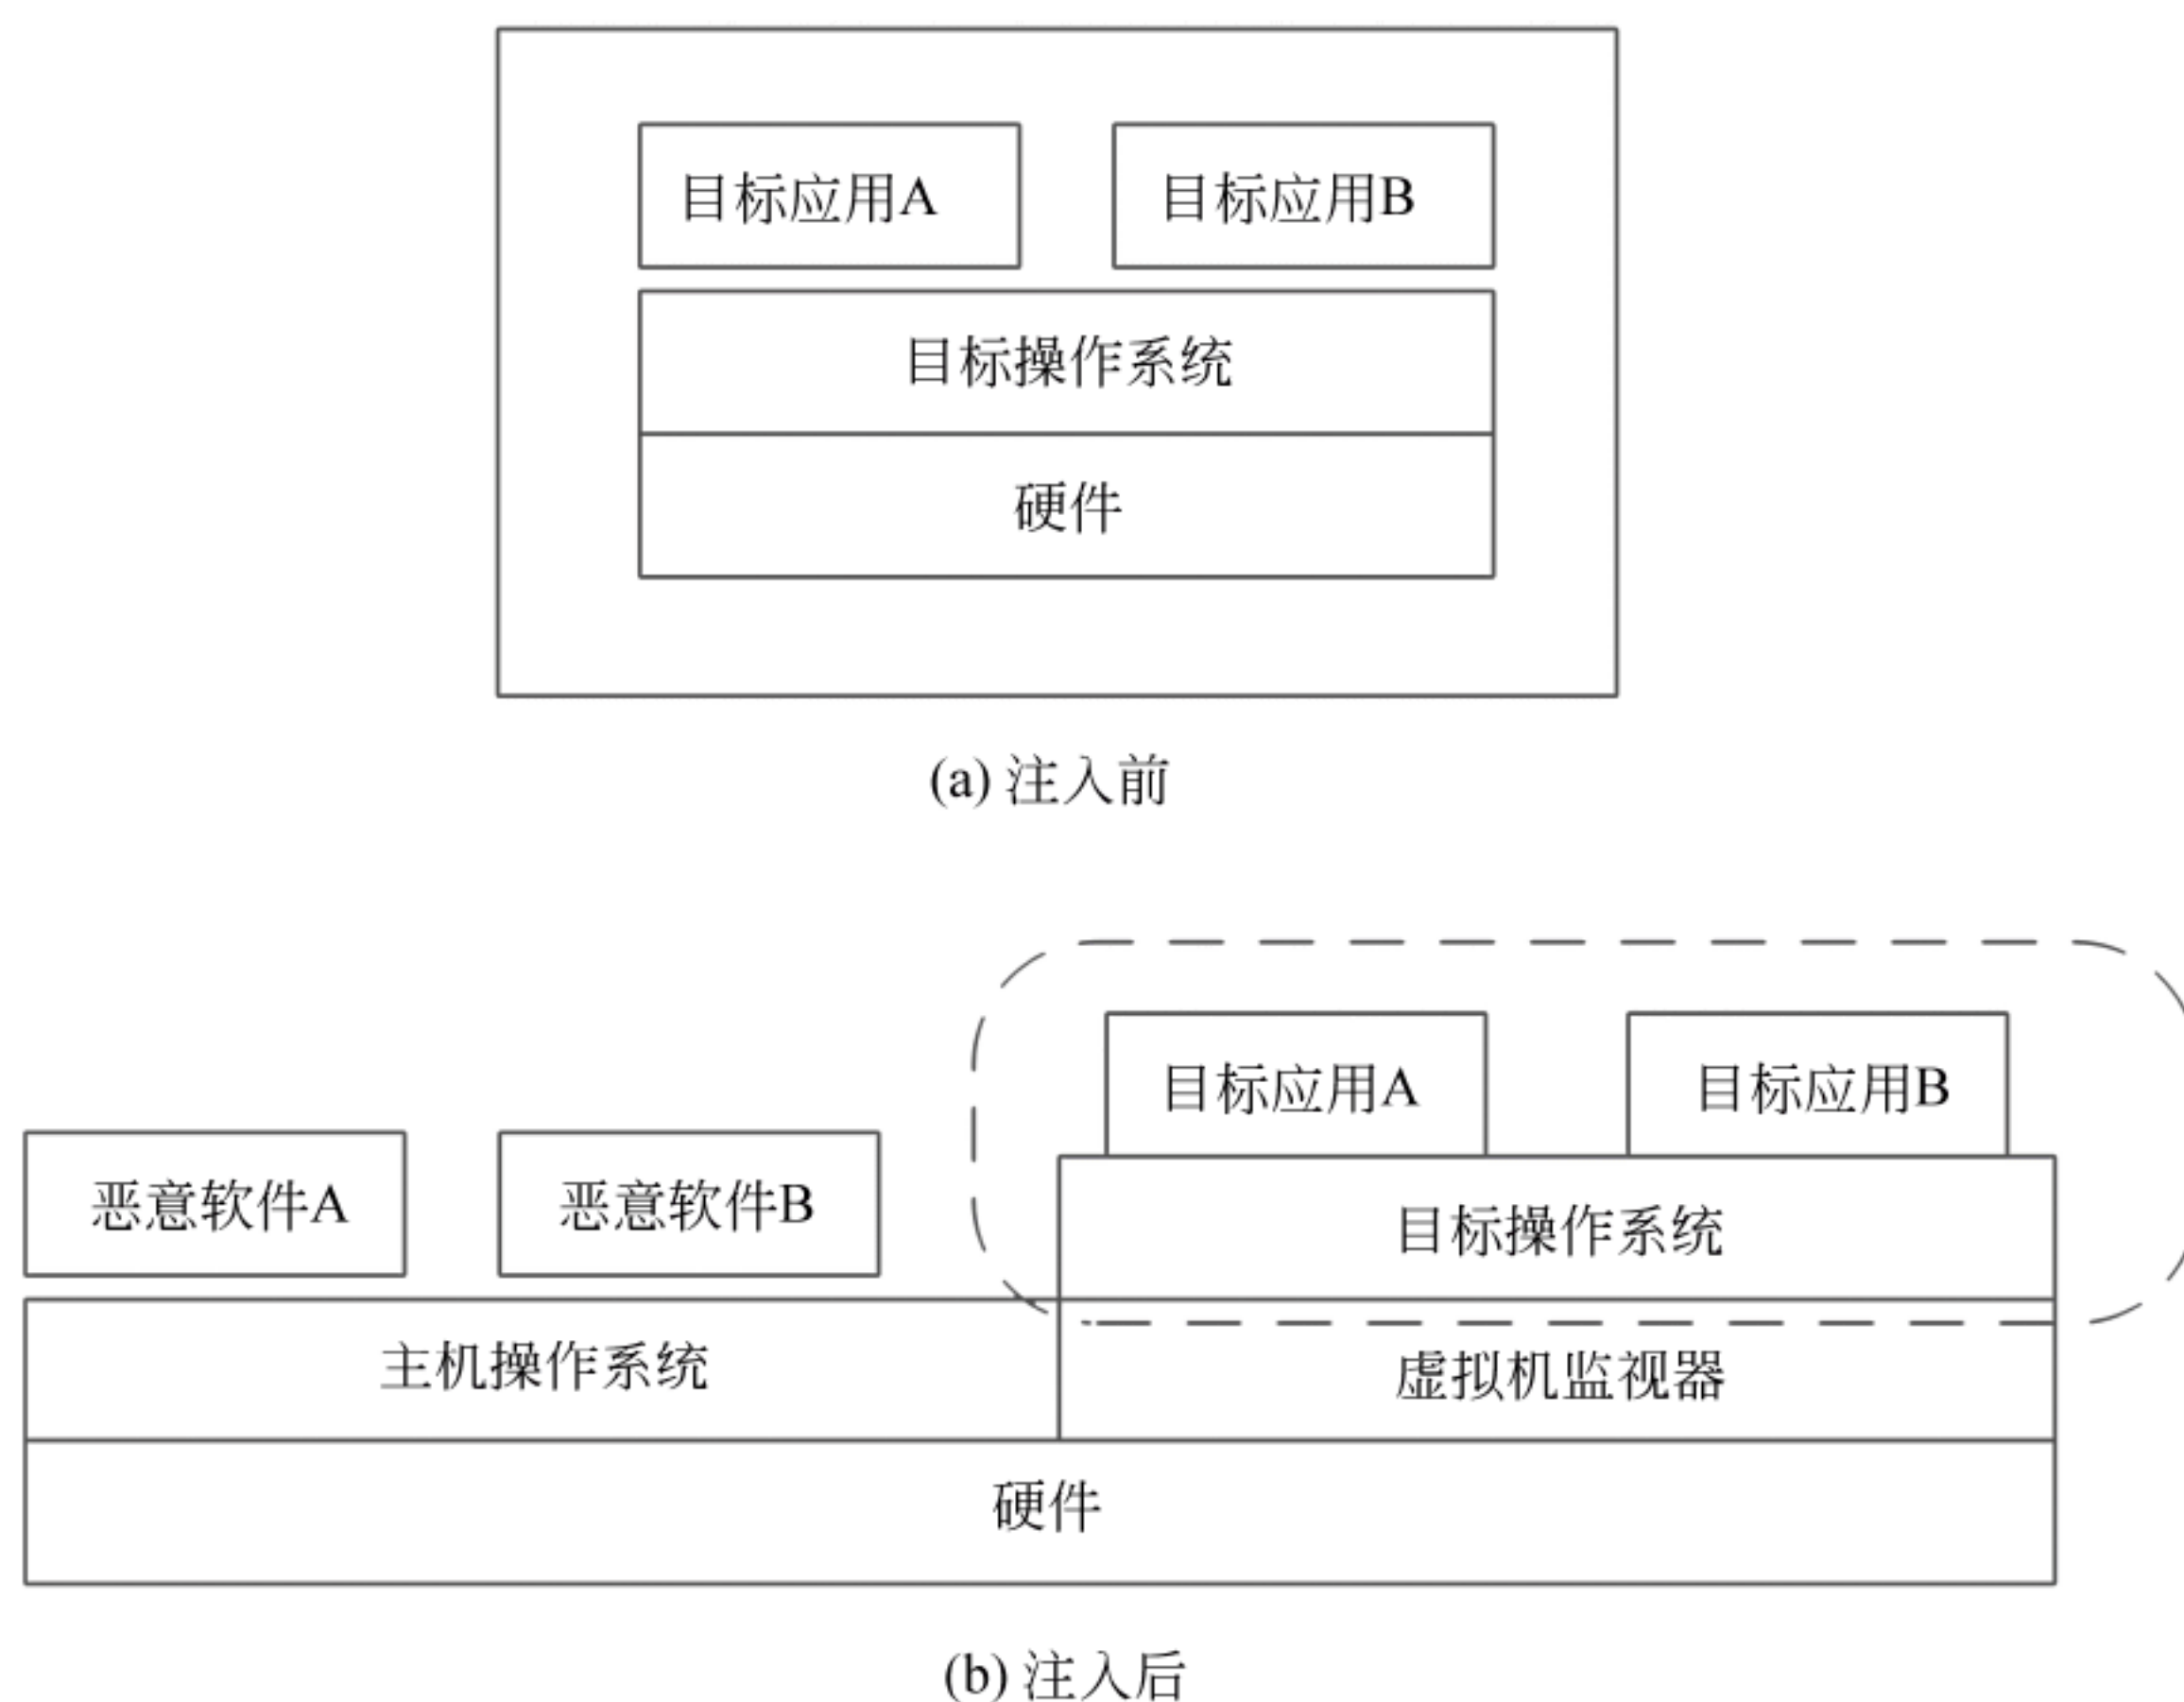 目标应用A
目标应用B
目标操作系统
硬件
(a) 注入前
目标应用A
目标应用B
恶意软件A
恶意软件B
目标操作系统
主机操作系统
虚拟机监视器
硬件
(b) 注入后